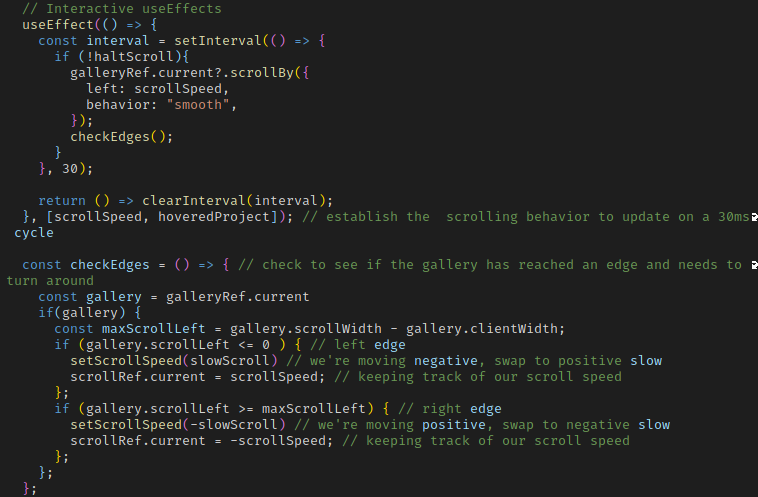 // Interactive useEffects
useEffect(() => {
const interval = setInterval(() => {
if (!haltScroll){
galleryRef.current?.scrollBy({
left: scrollSpeed,
behavior: "smooth",
});
checkEdges();
}
}, 30);
return () => clearInterval(interval);
}, [scrollSpeed, hoveredProject]); // establish the  scrolling behavior to update on a 30ms
cycle
const checkEdges = () => { // check to see if the gallery has reached an edge and needs to
turn around
const gallery = galleryRef.current
if(gallery) {
const maxScrollLeft = gallery.scrollWidth - gallery.clientWidth;
if (gallery.scrollLeft <= 0 ) { // left edge
setScrollSpeed(slowScroll) // we're moving negative, swap to positive slow
scrollRef.current = scrollSpeed; // keeping track of our scroll speed
};
if (gallery.scrollLeft >= maxScrollLeft) { // right edge
setScrollSpeed(-slowScroll) // we're moving positive, swap to negative slow
scrollRef.current = -scrollSpeed; // keeping track of our scroll speed
};
};
};